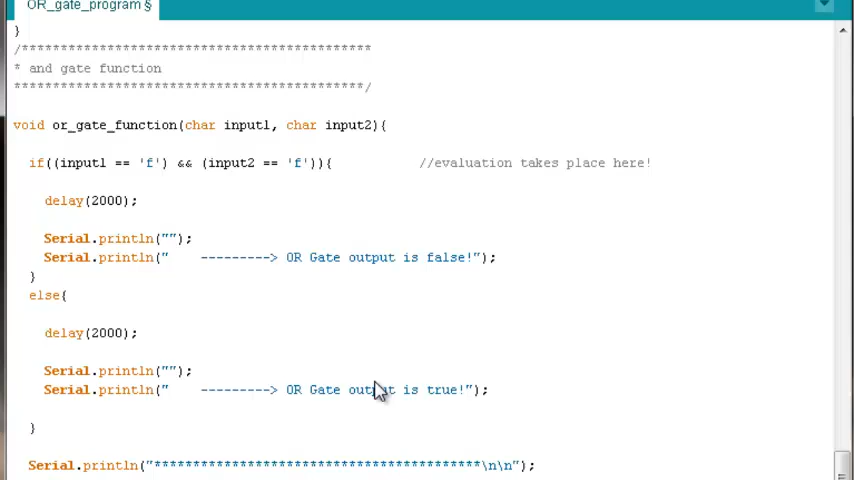 OR_gate_program §
}
/*********************************************
* and gate function
*********************************************/
void or_gate_function(char input1, char input2){
if((input1 == 'f') && (input2 == 'f')){ //evaluation takes place here!
delay(2000);
Serial.println("");
Serial.println("    ---------> OR Gate output is false!");
}
else{
delay(2000);
Serial.println("");
Serial.println("    ---------> OR Gate output is true!");
}
Serial.println("******************************************\n\n");